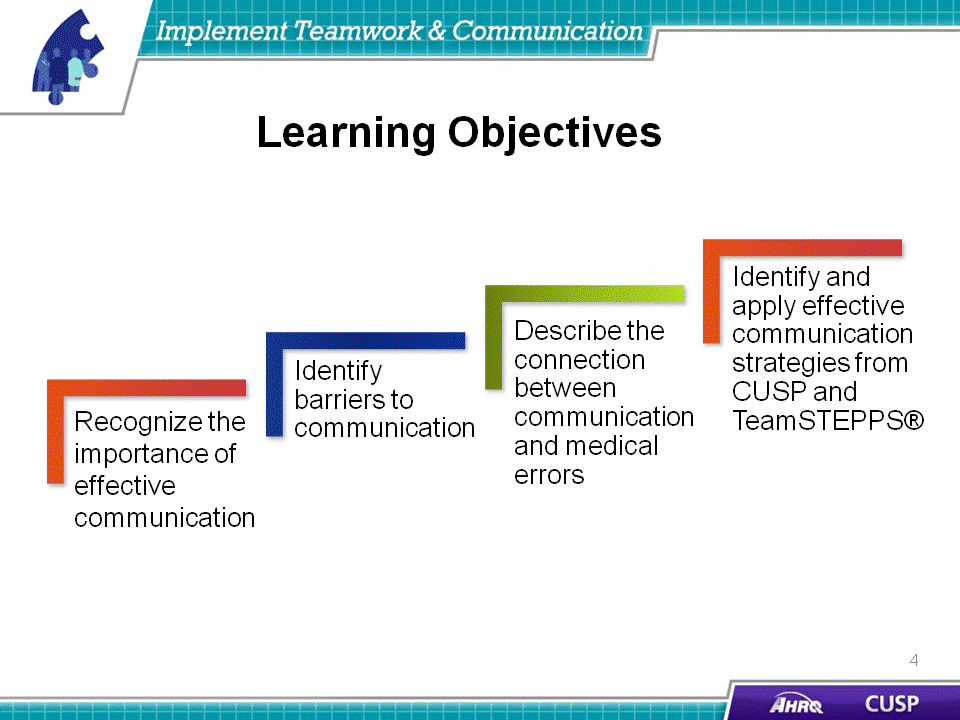 Implement Teamwork & Communication
Learning Objectives
Recognize the
importance of
effective
communication
Identify
barriers to
communication
Describe the
connection
between
communication
and medical
errors
Identify and
apply effective
communication
strategies from
CUSP and
TeamSTEPPS®
4
AHRQ
CUSP